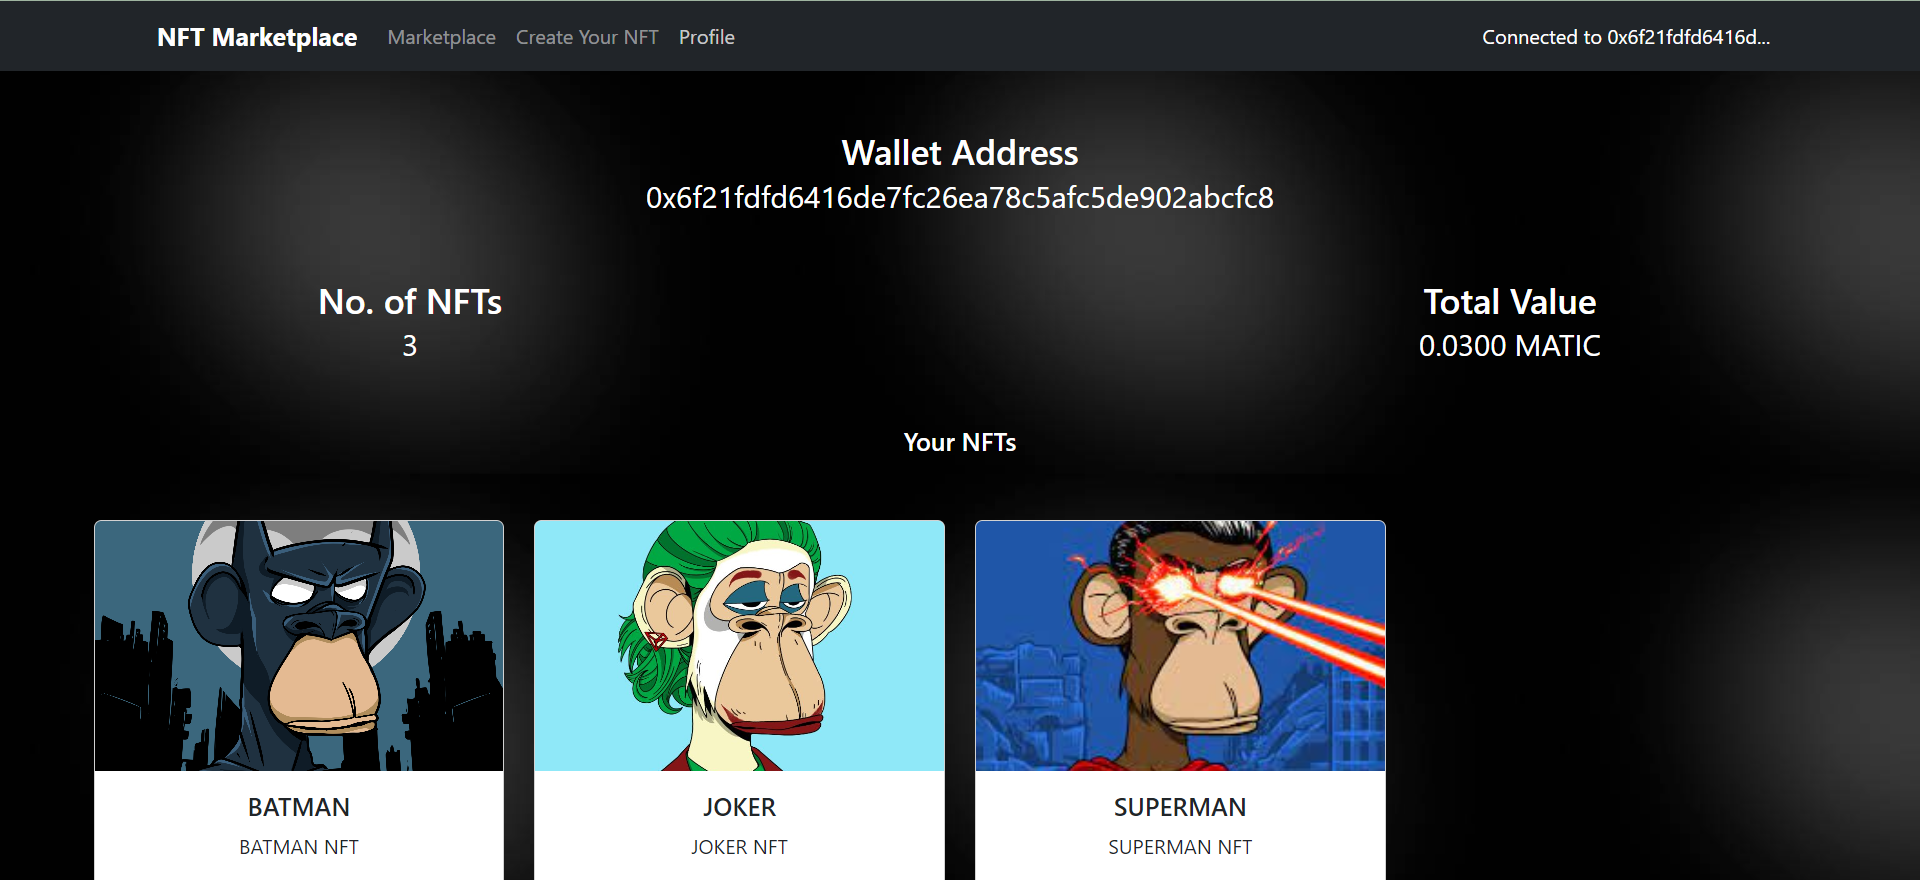 NFT Marketplace Marketplace Create Your NFT Profile Connected to 0x6f21fdfd6416d...
Wallet Address
0x6f21fdfd6416de7fc26ea78c5afc5de902abcfc8
No. of NFTs
3
Total Value
0.0300 MATIC
Your NFTs
BATMAN
BATMAN NFT
JOKER
JOKER NFT
SUPERMAN
SUPERMAN NFT